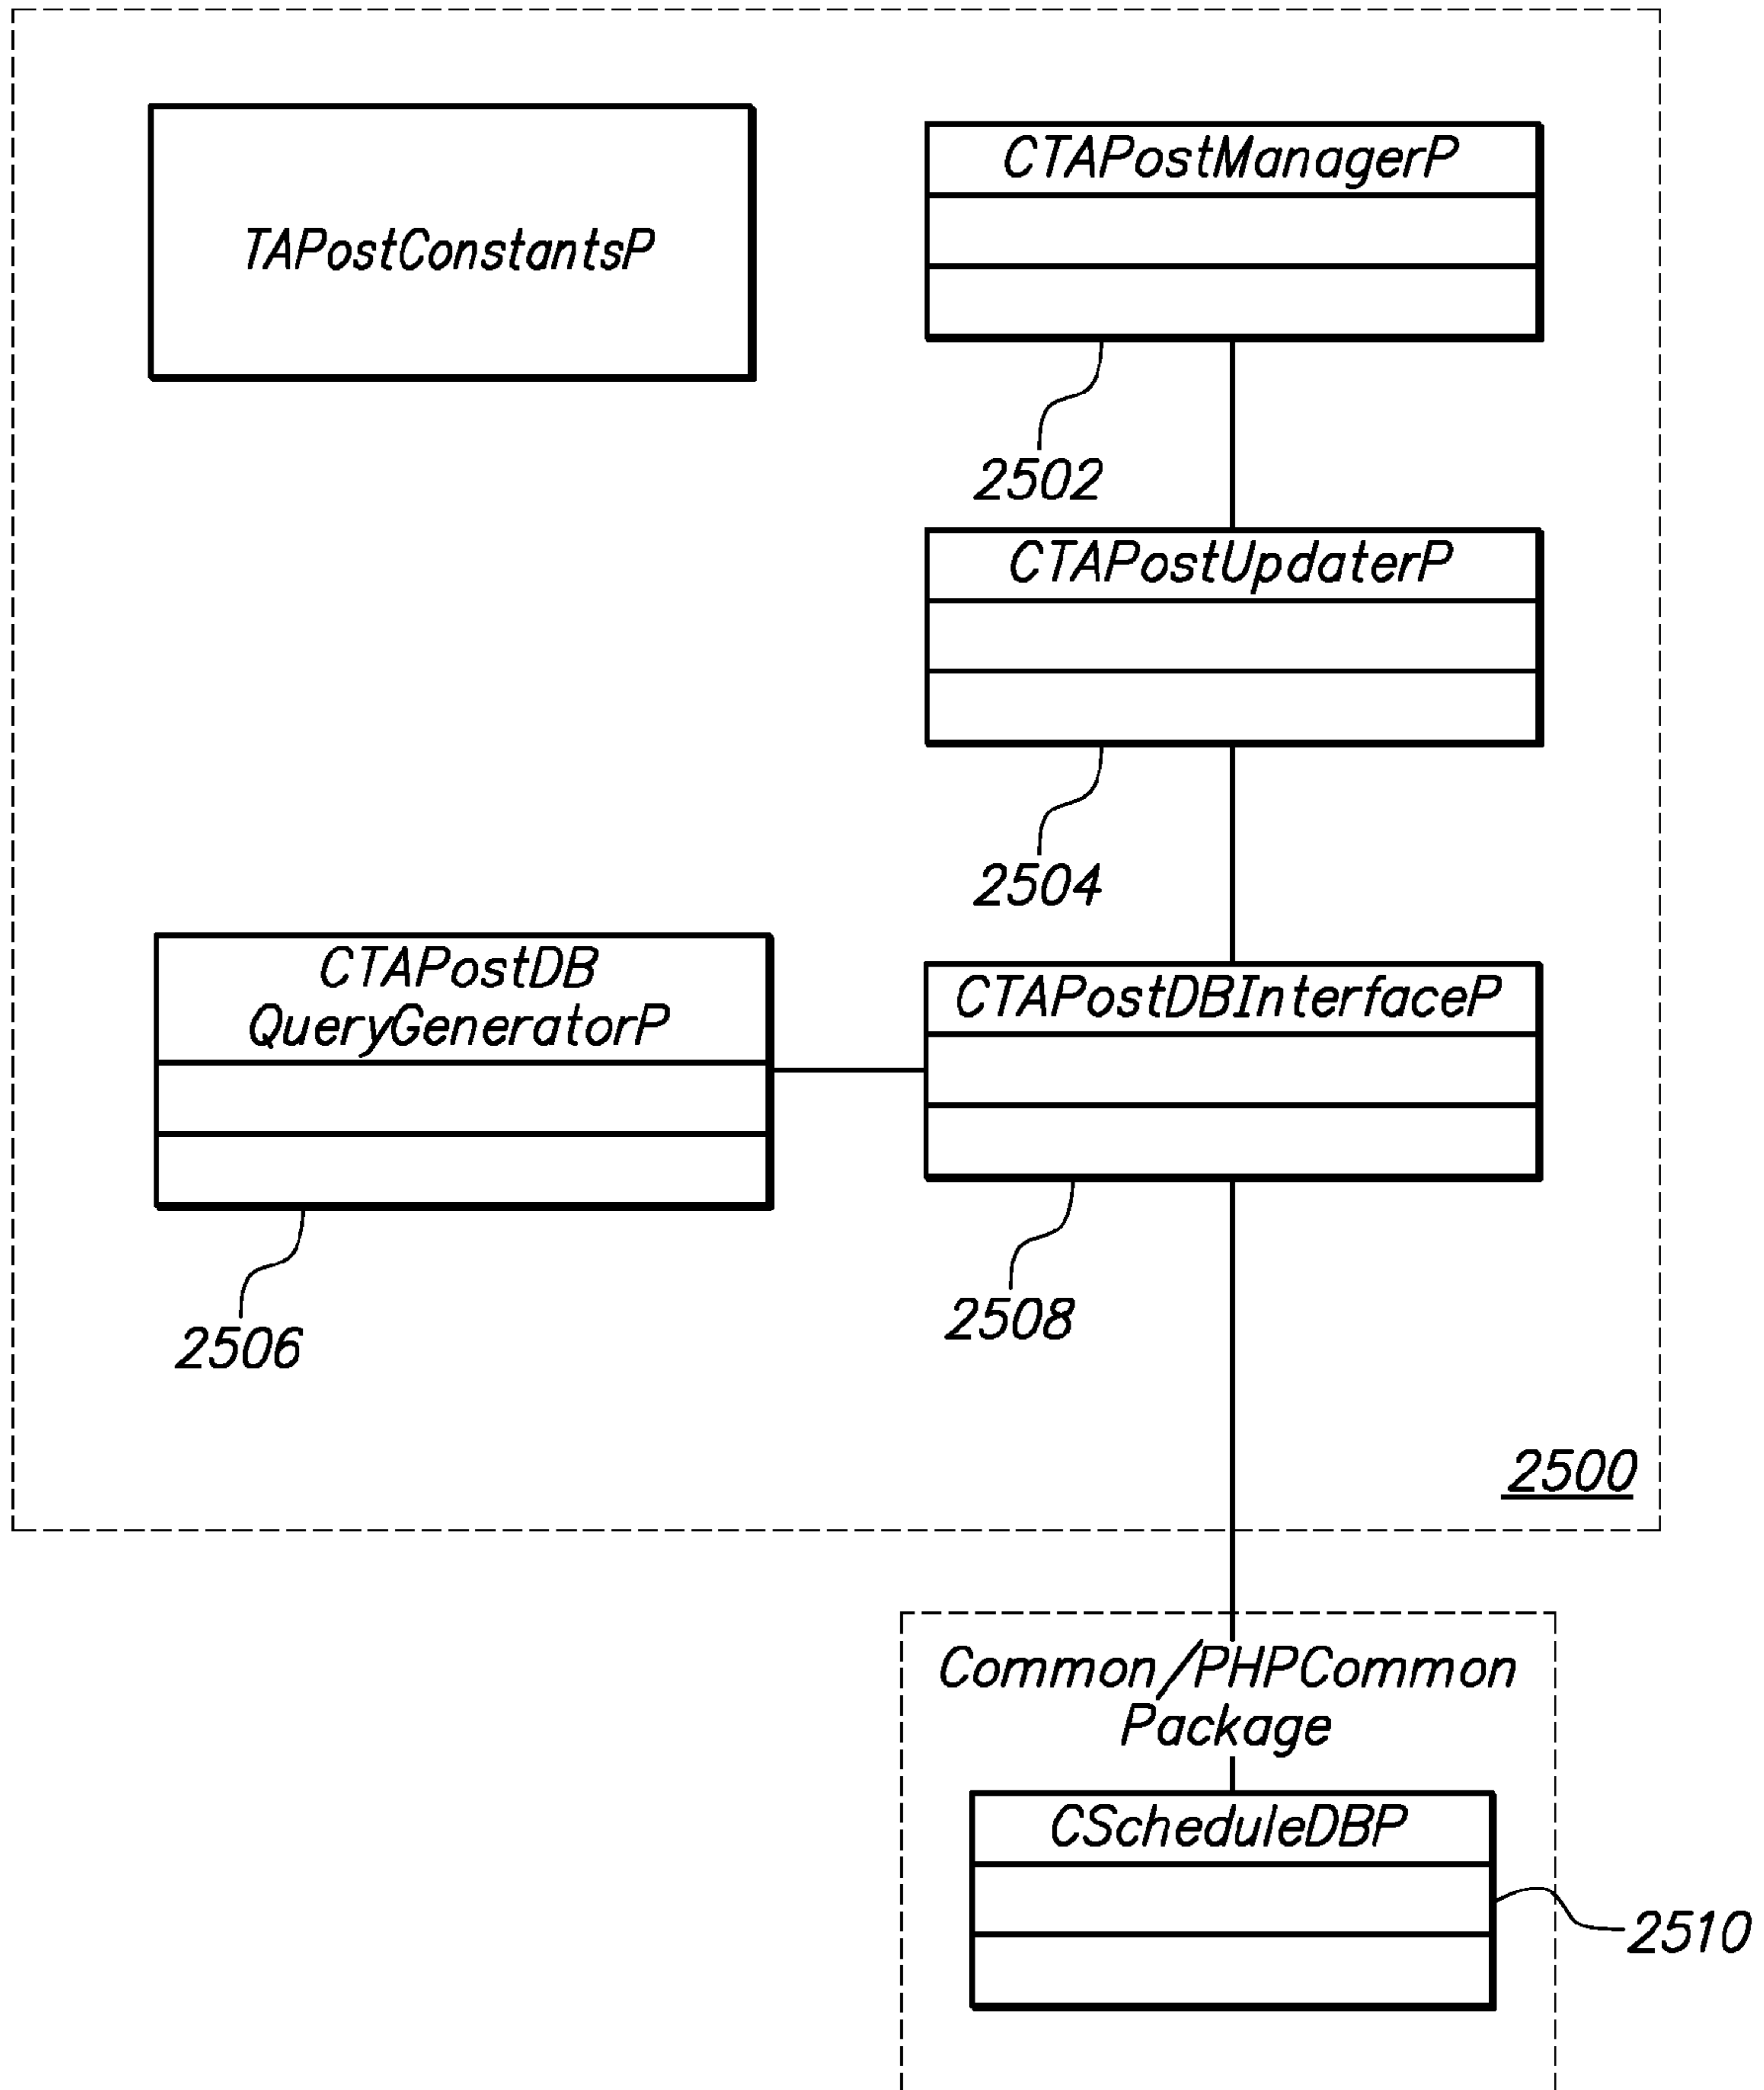 TAPostConstantsP
CTAPostManagerP
2502
CTAPostUpdaterP
2504
CTAPostDB
QueryGeneratorP
CTAPostDBInterfaceP
2506
2508
2500
Common/PHPCommon
Package
CScheduleDBP
2510